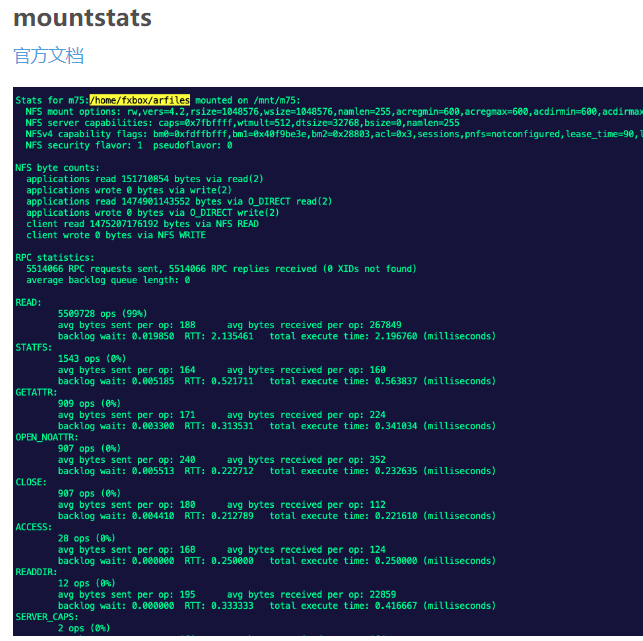 mountstats
官方文档
Stats for m75:/home/fxbox/arfiles mounted on /mnt/m75:
NFS mount options: rw,vers=4.2,rsize=1048576,wsize=1048576,namlen=255,acregmin=600,acregmax=600,acdirmin=600,acdirmax
NFS server capabilities: caps=0x7fbffff,wtmult=512,dtsize=32768,bsize=0,namlen=255
NFSv4 capability flags: bm0=0xfdffbfff,bm1=0x40f9be3e,bm2=0x28803,acl=0x3,sessions,pnfs=notconfigured,lease_time=90,l
NFS security flavor: 1 pseudoflavor: 0
NFS byte counts:
applications read 151710854 bytes via read(2)
applications wrote 0 bytes via write(2)
applications read 1474901143552 bytes via O_DIRECT read(2)
applications wrote 0 bytes via O_DIRECT write(2)
client read 1475207176192 bytes via NFS READ
client wrote 0 bytes via NFS WRITE
RPC statistics:
5514066 RPC requests sent, 5514066 RPC replies received (0 XIDs not found)
average backlog queue length: 0
READ:
5509728 ops (99%)
avg bytes sent per op: 188 avg bytes received per op: 267849
backlog wait: 0.019850 RTT: 2.135461 total execute time: 2.196760 (milliseconds)
STATFS:
1543 ops (0%)
avg bytes sent per op: 164 avg bytes received per op: 160
backlog wait: 0.005185 RTT: 0.521711 total execute time: 0.563837 (milliseconds)
GETATTR:
909 ops (0%)
avg bytes sent per op: 171 avg bytes received per op: 224
backlog wait: 0.003300 RTT: 0.313531 total execute time: 0.341034 (milliseconds)
OPEN_NOATTR:
907 ops (0%)
avg bytes sent per op: 240 avg bytes received per op: 352
backlog wait: 0.005513 RTT: 0.222712 total execute time: 0.232635 (milliseconds)
CLOSE:
907 ops (0%)
avg bytes sent per op: 180 avg bytes received per op: 112
backlog wait: 0.004410 RTT: 0.212789 total execute time: 0.221610 (milliseconds)
ACCESS:
28 ops (0%)
avg bytes sent per op: 168 avg bytes received per op: 124
backlog wait: 0.000000 RTT: 0.250000 total execute time: 0.250000 (milliseconds)
READDIR:
12 ops (0%)
avg bytes sent per op: 195 avg bytes received per op: 22859
backlog wait: 0.000000 RTT: 0.333333 total execute time: 0.416667 (milliseconds)
SERVER_CAPS:
2 ops (0%)